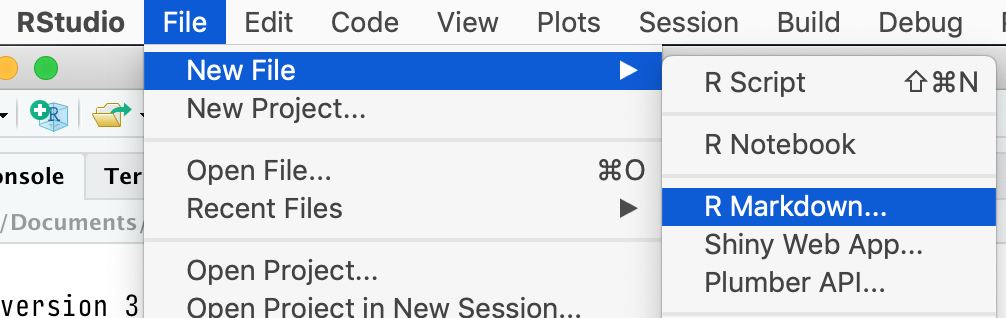 RStudio File Edit Code View Plots Session Build Debug
New File ▶
R Script ⇧⌘N
New Project...
R Notebook
Open File... ⌘O
onsole Ter
Recent Files ▶
R Markdown...
/Documents/
Shiny Web App...
Open Project...
Plumber API...
version 3
Open Project in New Session...